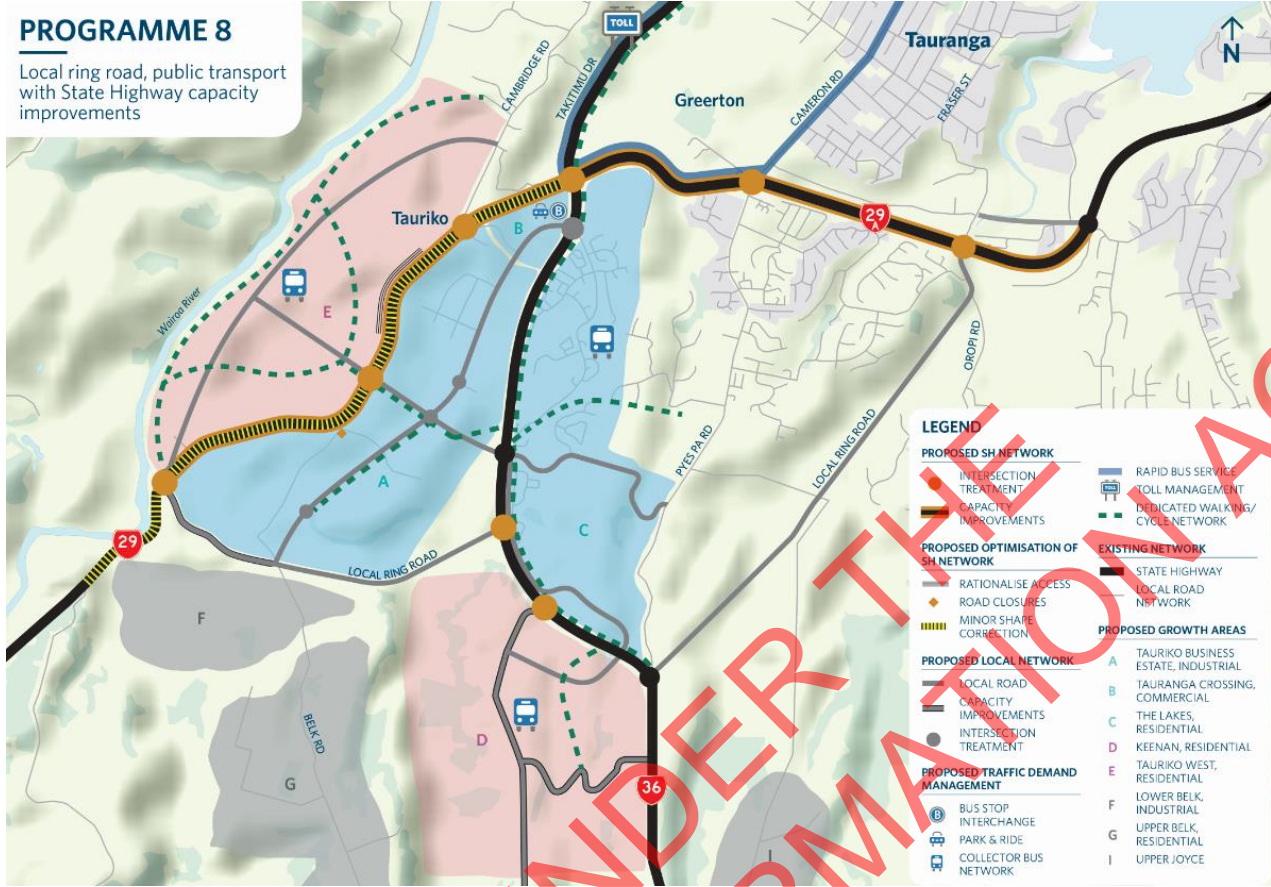 PROGRAMME 8
Local ring road, public transport
with State Highway capacity
improvements
TOLL
CAMBRIDGE RD
TAKITIMU DR
Greerton
CAMERON RD
Tauranga
FRASER ST
N
Tauriko
B
B
29
A
Wairoa River
E
OROPI RD
PYES PA RD
LOCAL RING ROAD
A
C
29
LOCAL RING ROAD
F
BELK RD
D
G
36
I
LEGEND
PROPOSED SH NETWORK
INTERSECTION
TREATMENT
CAPACITY
IMPROVEMENTS
PROPOSED OPTIMISATION OF
SH NETWORK
RATIONALISE ACCESS
ROAD CLOSURES
MINOR SHAPE
CORRECTION
PROPOSED LOCAL NETWORK
LOCAL ROAD
CAPACITY
IMPROVEMENTS
INTERSECTION
TREATMENT
PROPOSED TRAFFIC DEMAND
MANAGEMENT
B
BUS STOP
INTERCHANGE
PARK & RIDE
COLLECTOR BUS
NETWORK
RAPID BUS SERVICE
TOLL
TOLL MANAGEMENT
DEDICATED WALKING/
CYCLE NETWORK
EXISTING NETWORK
STATE HIGHWAY
LOCAL ROAD
NETWORK
PROPOSED GROWTH AREAS
A TAURIKO BUSINESS
ESTATE, INDUSTRIAL
B TAURANGA CROSSING,
COMMERCIAL
C THE LAKES,
RESIDENTIAL
D KEENAN, RESIDENTIAL
E TAURIKO WEST,
RESIDENTIAL
F LOWER BELK,
INDUSTRIAL
G UPPER BELK,
RESIDENTIAL
I UPPER JOYCE
UNDER THE